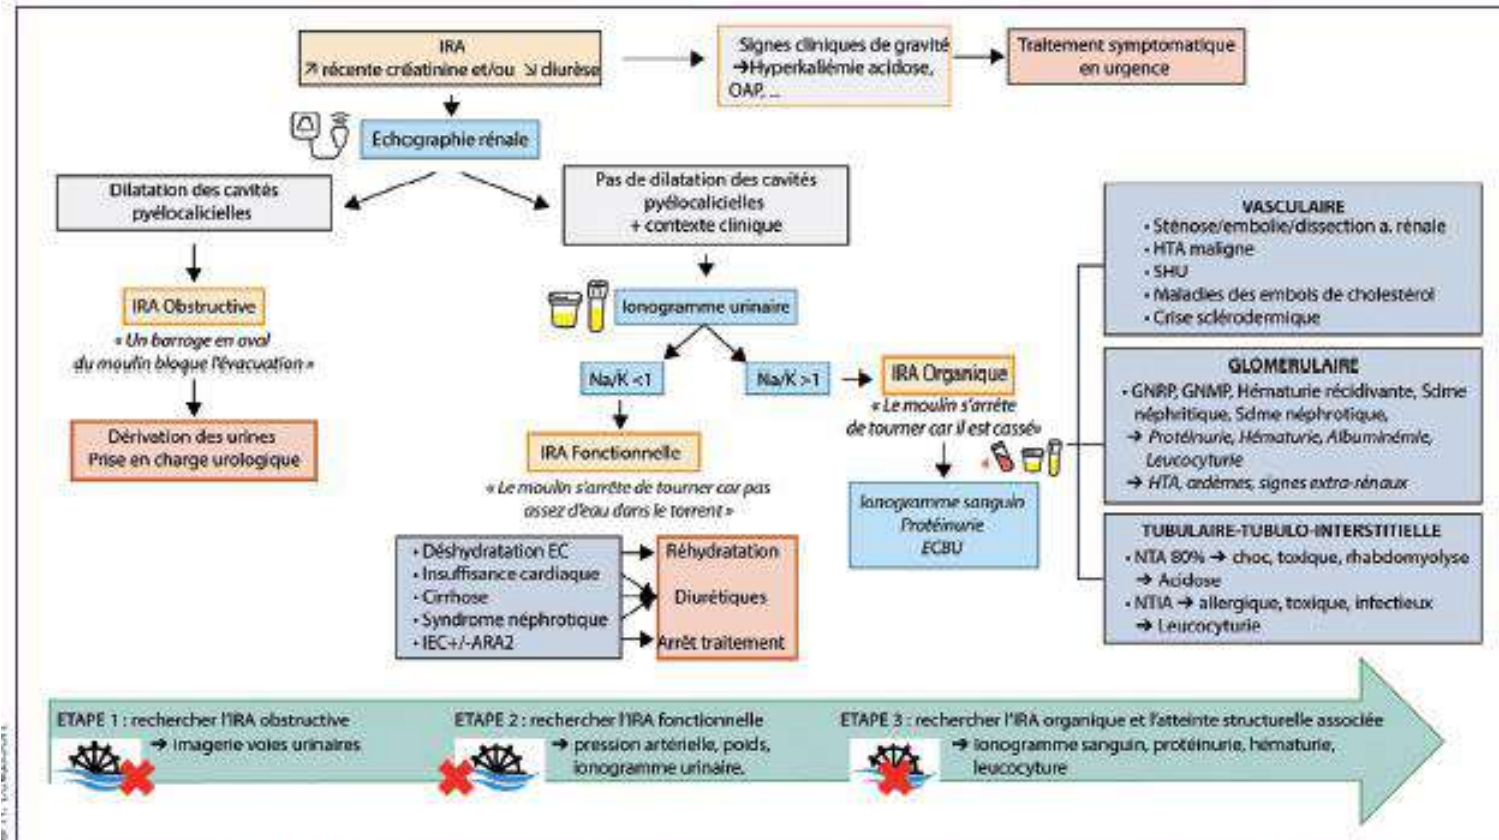 IRA
↗ récente créatinine et/ou ↘ diurèse
Signes cliniques de gravité
→Hyperkaliémie acidose,
OAP, ...
Traitement symptomatique
en urgence
Echographie rénale
Dilatation des cavités
pyélocalicielles
Pas de dilatation des cavités
pyélocalicielles
+ contexte clinique
IRA Obstructive
« Un barrage en aval
du moulin bloque l'évacuation »
Dérivation des urines
Prise en charge urologique
Ionogramme urinaire
Na/K <1
Na/K >1
IRA Fonctionnelle
« Le moulin s'arrête de tourner car pas
assez d'eau dans le torrent »
• Déshydratation EC
• Insuffisance cardiaque
• Cirrhose
• Syndrome néphrotique
• IEC+/-ARA2
Réhydratation
Diurétiques
Arrêt traitement
IRA Organique
« Le moulin s'arrête
de tourner car il est cassé»
Ionogramme sanguin
Protéinurie
ECBU
VASCULAIRE
• Sténose/embolie/dissection a. rénale
• HTA maligne
• SHU
• Maladies des embols de cholestérol
• Crise sclérodermique
GLOMERULAIRE
• GNRP, GNMP, Hématurie récidivante, Sdme
néphritique, Sdme néphrotique,
→ Protéinurie, Hématurie, Albuminémie,
Leucocyturie
→ HTA, œdèmes, signes extra-rénaux
TUBULAIRE-TUBULO-INTERSTITIELLE
• NTA 80% → choc, toxique, rhabdomyolyse
→ Acidose
• NTIA → allergique, toxique, infectieux
→ Leucocyturie
ETAPE 1 : rechercher l'IRA obstructive
→ imagerie voies urinaires
ETAPE 2 : rechercher l'IRA fonctionnelle
→ pression artérielle, poids,
ionogramme urinaire.
ETAPE 3 : rechercher l'IRA organique et l'atteinte structurelle associée
→ ionogramme sanguin, protéinurie, hématurie,
leucocyture